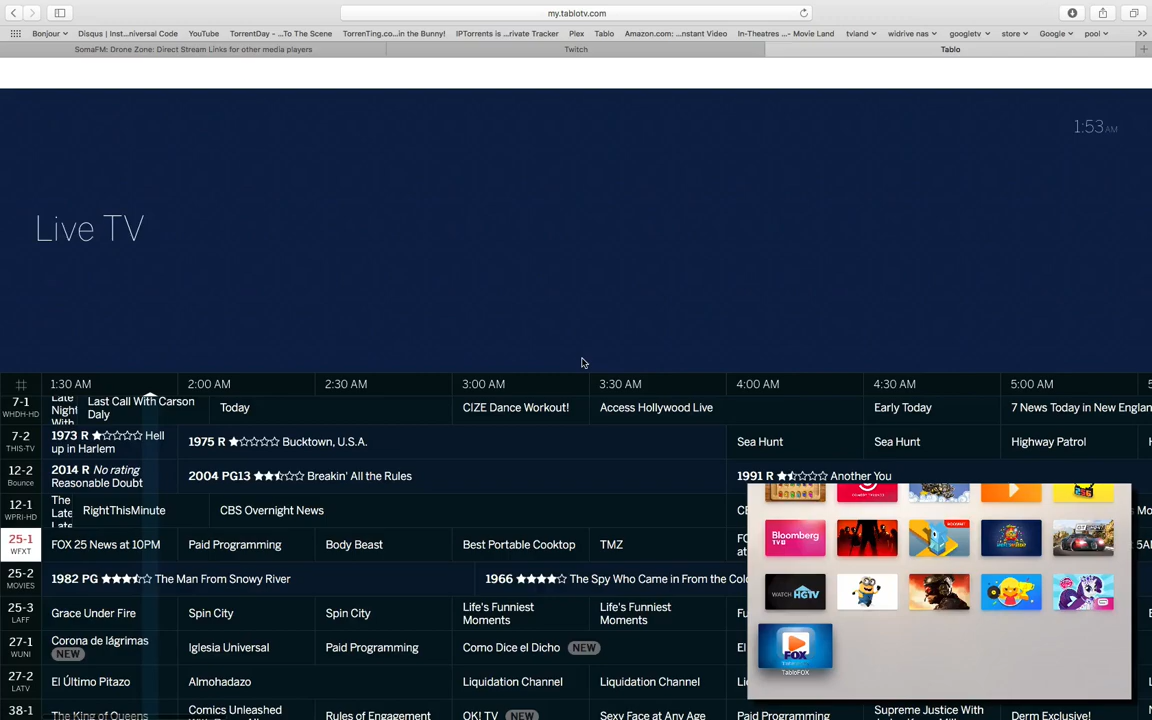 my.tablotv.com
Bonjour Disqus | Inst...niversal Code YouTube TorrentDay - ...To The Scene TorrenTing.co...in the Bunny! IPTorrents is ...rivate Tracker Plex Tablo Amazon.com: ...nstant Video In-Theatres ...- Movie Land tviand widrive nas googletv store Google pool
SomaFM: Drone Zone: Direct Stream Links for other media players Twitch Tablo
1:53 AM
Live TV
# 1:30 AM 2:00 AM 2:30 AM 3:00 AM 3:30 AM 4:00 AM 4:30 AM 5:00 AM
7-1 WHDH-HD Late Night With Last Call With Carson Daly Today CIZE Dance Workout! Access Hollywood Live Early Today 7 News Today in New England
7-2 THIS-TV 1973 R ★☆☆☆☆ Hell up in Harlem 1975 R ★☆☆☆☆ Bucktown, U.S.A. Sea Hunt Sea Hunt Highway Patrol
12-2 Bounce 2014 R No rating Reasonable Doubt 2004 PG13 Breakin' All the Rules 1991 R Another You
12-1 WPRI-HD The Late Late RightThisMinute CBS Overnight News
25-1 WFXT FOX 25 News at 10PM Paid Programming Body Beast Best Portable Cooktop TMZ
25-2 MOVIES 1982 PG The Man From Snowy River 1966 ★★★★☆ The Spy Who Came in From the Col
25-3 LAFF Grace Under Fire Spin City Spin City Life's Funniest Moments Life's Funniest Moments
27-1 WUNI Corona de lágrimas NEW Iglesia Universal Paid Programming Como Dice el Dicho NEW
27-2 LATV El Último Pitazo Almohadazo Liquidation Channel Liquidation Channel
38-1 The King of Queens Comics Unleashed Rules of Engagement OK! TV NEW Sexy Face at Any Age Paid Programming Supreme Justice With Derm Exclusive!
Bloomberg TV
WATCH HGTV
FOX
TabloFOX